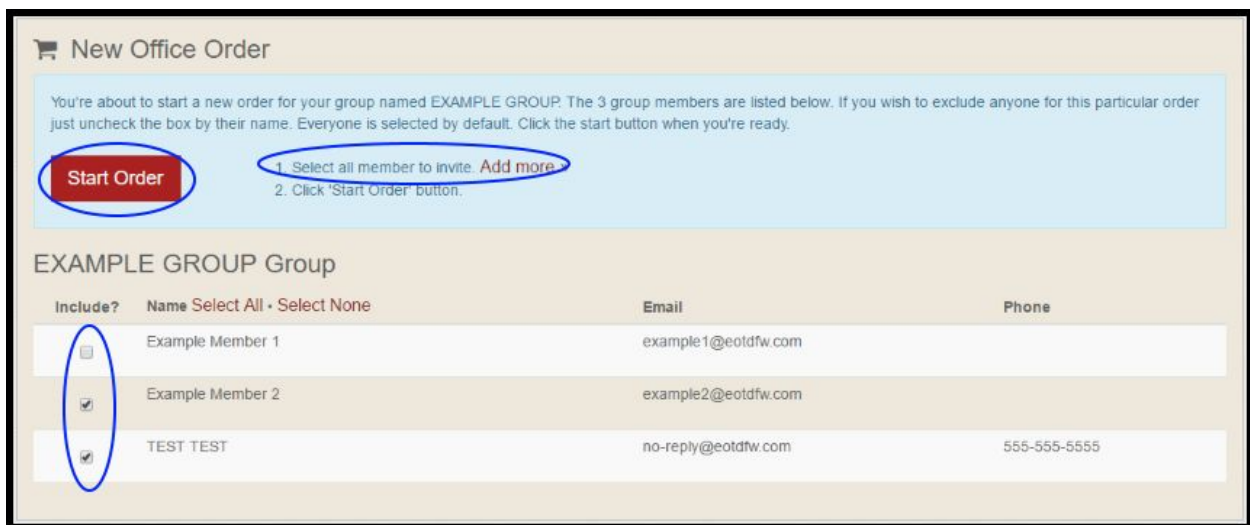 New Office Order
You're about to start a new order for your group named EXAMPLE GROUP. The 3 group members are listed below. If you wish to exclude anyone for this particular order
just uncheck the box by their name. Everyone is selected by default. Click the start button when you're ready.
Start Order
1. Select all member to invite. Add more »
2. Click 'Start Order' button.
EXAMPLE GROUP Group
Include? Name Select All • Select None Email Phone
Example Member 1 example1@eotdfw.com
Example Member 2 example2@eotdfw.com
TEST TEST no-reply@eotdfw.com 555-555-5555